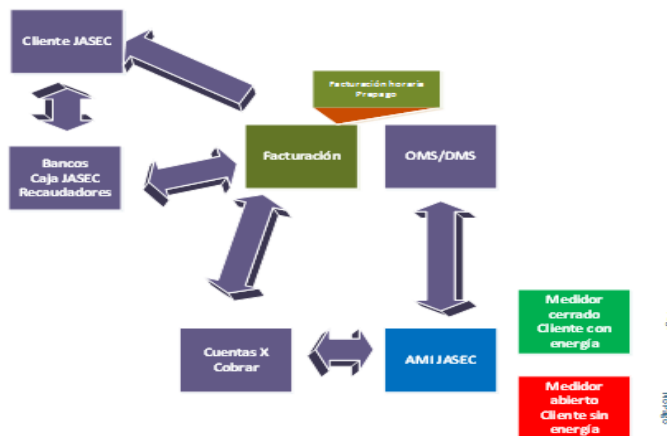 Cliente JASEC
Facturación horaria
Prepago
Bancos
Caja JASEC
Recaudadores
Facturación
OMS/DMS
Cuentas X
Cobrar
AMI JASEC
Medidor
cerrado
Cliente con
energía
Medidor
abierto
Cliente sin
energía